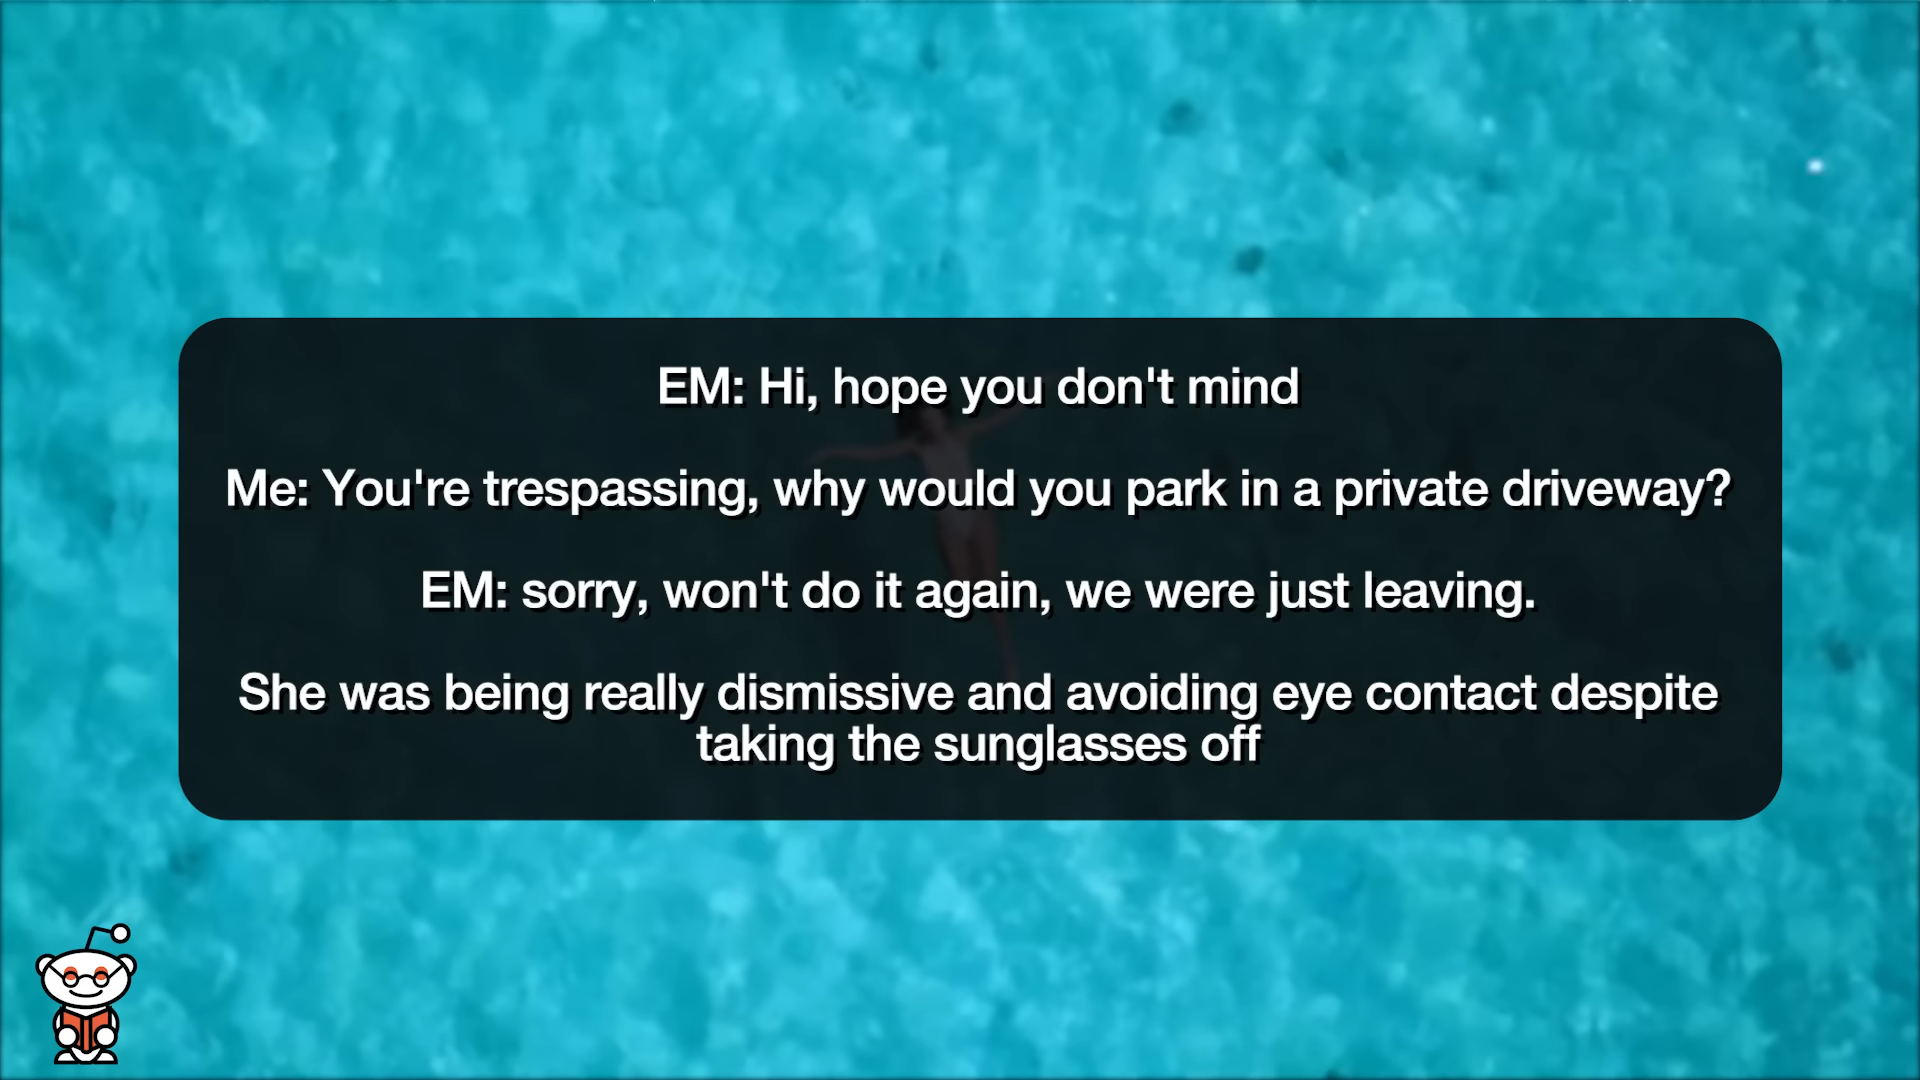 EM: Hi, hope you don't mind
Me: You're trespassing, why would you park in a private driveway?
EM: sorry, won't do it again, we were just leaving.
She was being really dismissive and avoiding eye contact despite
taking the sunglasses off